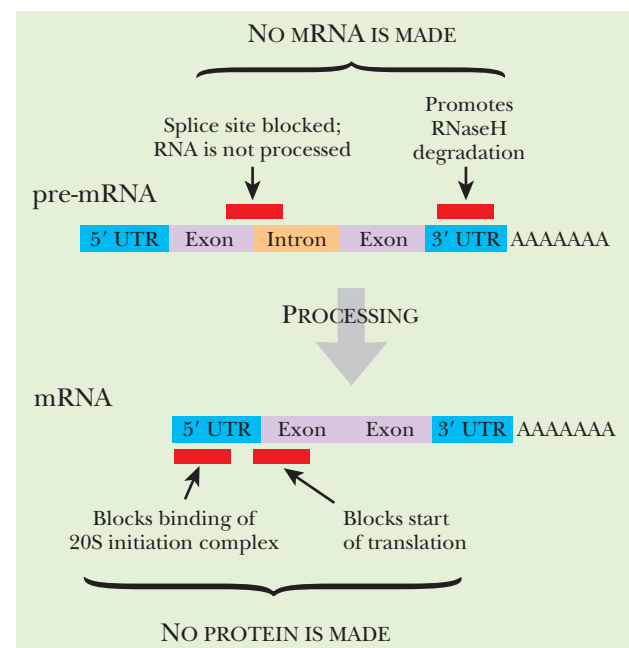 NO mRNA IS MADE
Splice site blocked;
RNA is not processed
Promotes
RNaseH
degradation
pre-mRNA
5′ UTR Exon Intron Exon 3′ UTR AAAAAAA
PROCESSING
mRNA
5′ UTR Exon Exon 3′ UTR AAAAAAA
Blocks binding of
20S initiation complex
Blocks start
of translation
NO PROTEIN IS MADE